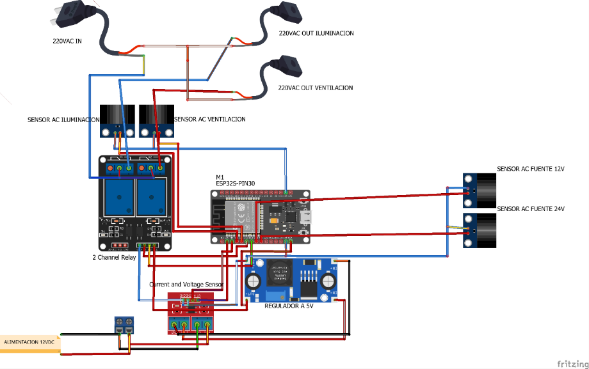 220VAC IN
220VAC OUT ILUMINACION
220VAC OUT VENTILACION
SENSOR AC ILUMINACION
SENSOR AC VENTILACION
SENSOR AC FUENTE 12V
M1
ESP32S-PIN30
SENSOR AC FUENTE 24V
2 Channel Relay
Current and Voltage Sensor
REGULADOR A 5V
ALIMENTACION 12VDC
fritzing